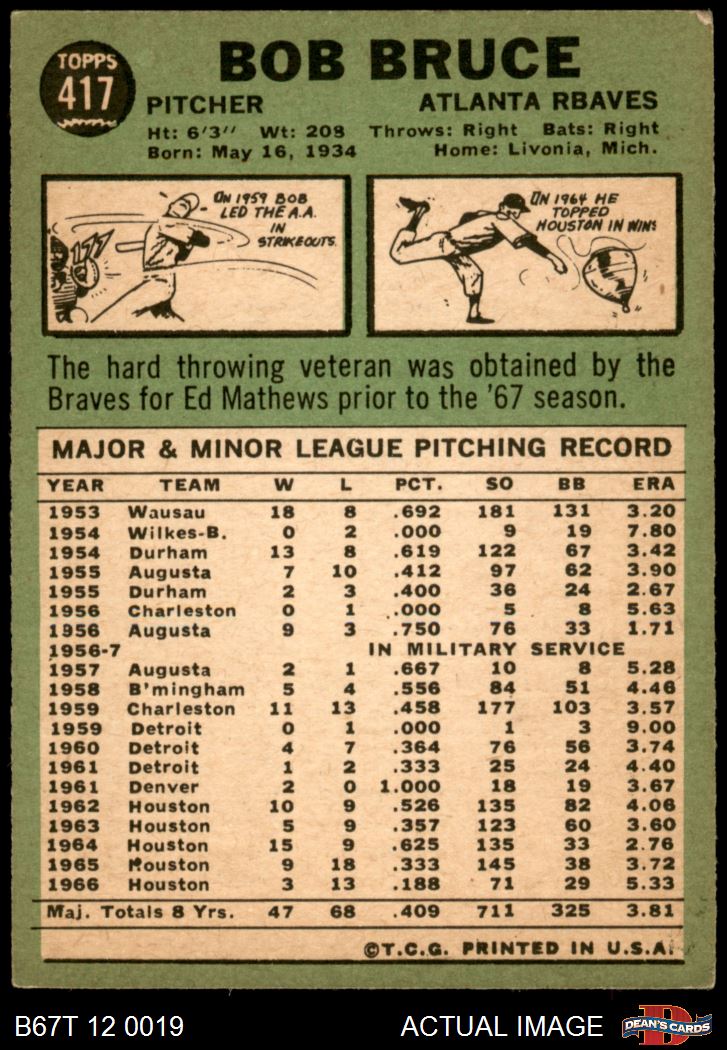 TOPPS
417
BOB BRUCE
PITCHER ATLANTA RBAVES
Ht: 6'3" Wt: 208 Throws: Right Bats: Right
Born: May 16, 1934 Home: Livonia, Mich.
ON 1959 BOB
LED THE A.A.
IN
STRIKEOUTS.
ON 1964 HE
TOPPED
HOUSTON IN WINS
The hard throwing veteran was obtained by the
Braves for Ed Mathews prior to the '67 season.
MAJOR & MINOR LEAGUE PITCHING RECORD
YEAR TEAM W L PCT. SO BB ERA
1953 Wausau 18 8 .692 181 131 3.20
1954 Wilkes-B. 0 2 .000 9 19 7.80
1954 Durham 13 8 .619 122 67 3.42
1955 Augusta 7 10 .412 97 62 3.90
1955 Durham 2 3 .400 36 24 2.67
1956 Charleston 0 1 .000 5 8 5.63
1956 Augusta 9 3 .750 76 33 1.71
1956-7 IN MILITARY SERVICE
1957 Augusta 2 1 .667 10 8 5.28
1958 B'mingham 5 4 .556 84 51 4.46
1959 Charleston 11 13 .458 177 103 3.57
1959 Detroit 0 1 .000 1 3 9.00
1960 Detroit 4 7 .364 76 56 3.74
1961 Detroit 1 2 .333 25 24 4.40
1961 Denver 2 0 1.000 18 19 3.67
1962 Houston 10 9 .526 135 82 4.06
1963 Houston 5 9 .357 123 60 3.60
1964 Houston 15 9 .625 135 33 2.76
1965 Houston 9 18 .333 145 38 3.72
1966 Houston 3 13 .188 71 29 5.33
Maj. Totals 8 Yrs. 47 68 .409 711 325 3.81
©T.C.G. PRINTED IN U.S.A.
B67T 12 0019 ACTUAL IMAGE
D
DEAN'S CARDS